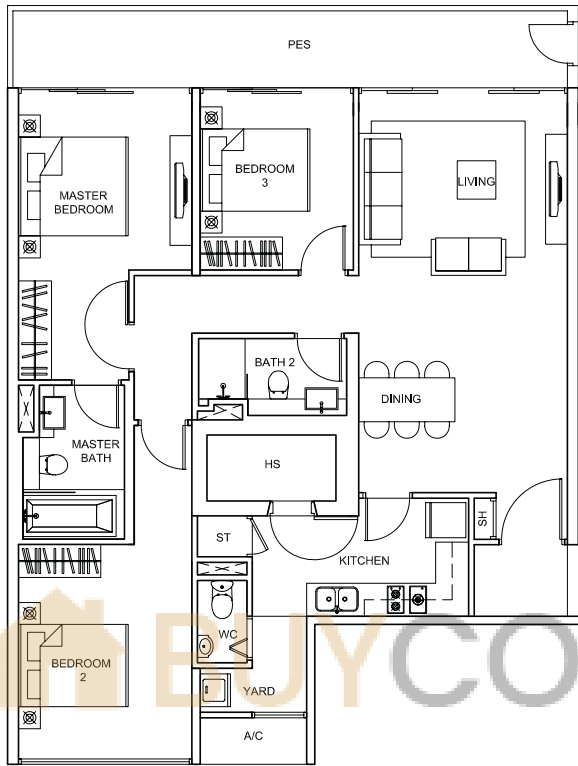 PES
MASTER
BEDROOM
BEDROOM
3
LIVING
BATH 2
DINING
MASTER
BATH
HS
SH
ST
KITCHEN
WC
BEDROOM
2
YARD
A/C
BUYCO